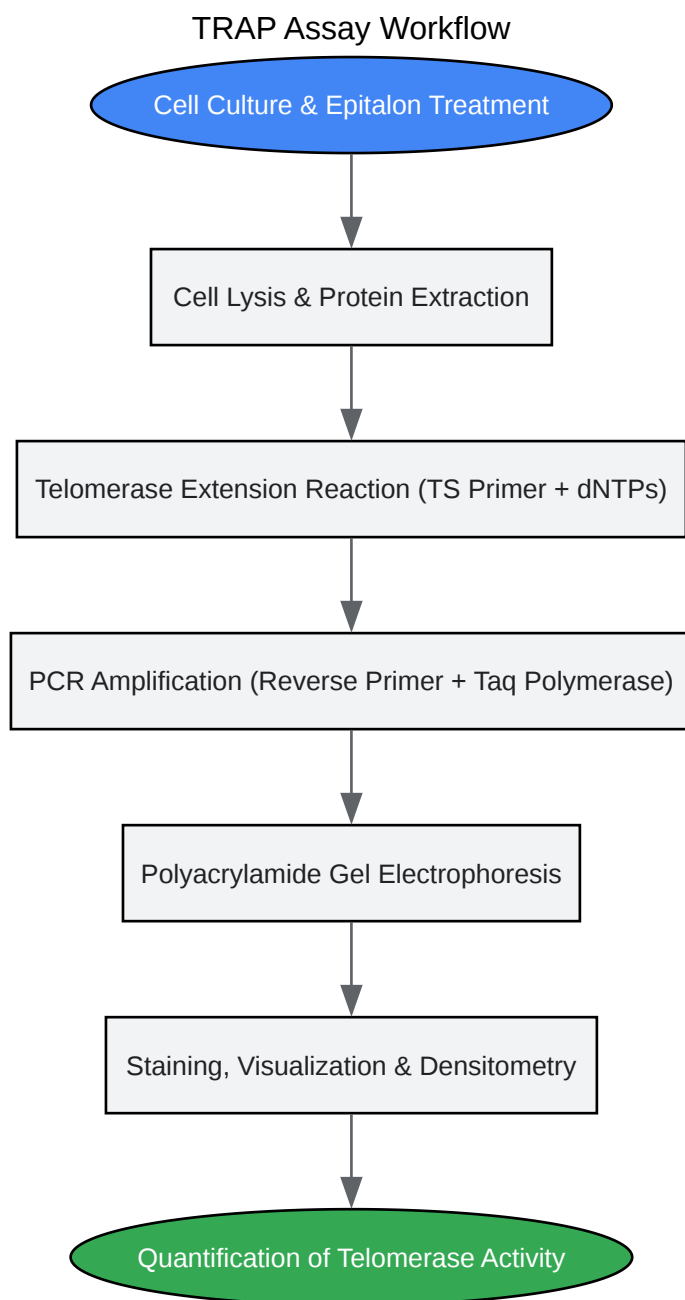 TRAP Assay Workflow
Cell Culture & Epitalon Treatment
Cell Lysis & Protein Extraction
Telomerase Extension Reaction (TS Primer + dNTPs)
PCR Amplification (Reverse Primer + Taq Polymerase)
Polyacrylamide Gel Electrophoresis
Staining, Visualization & Densitometry
Quantification of Telomerase Activity